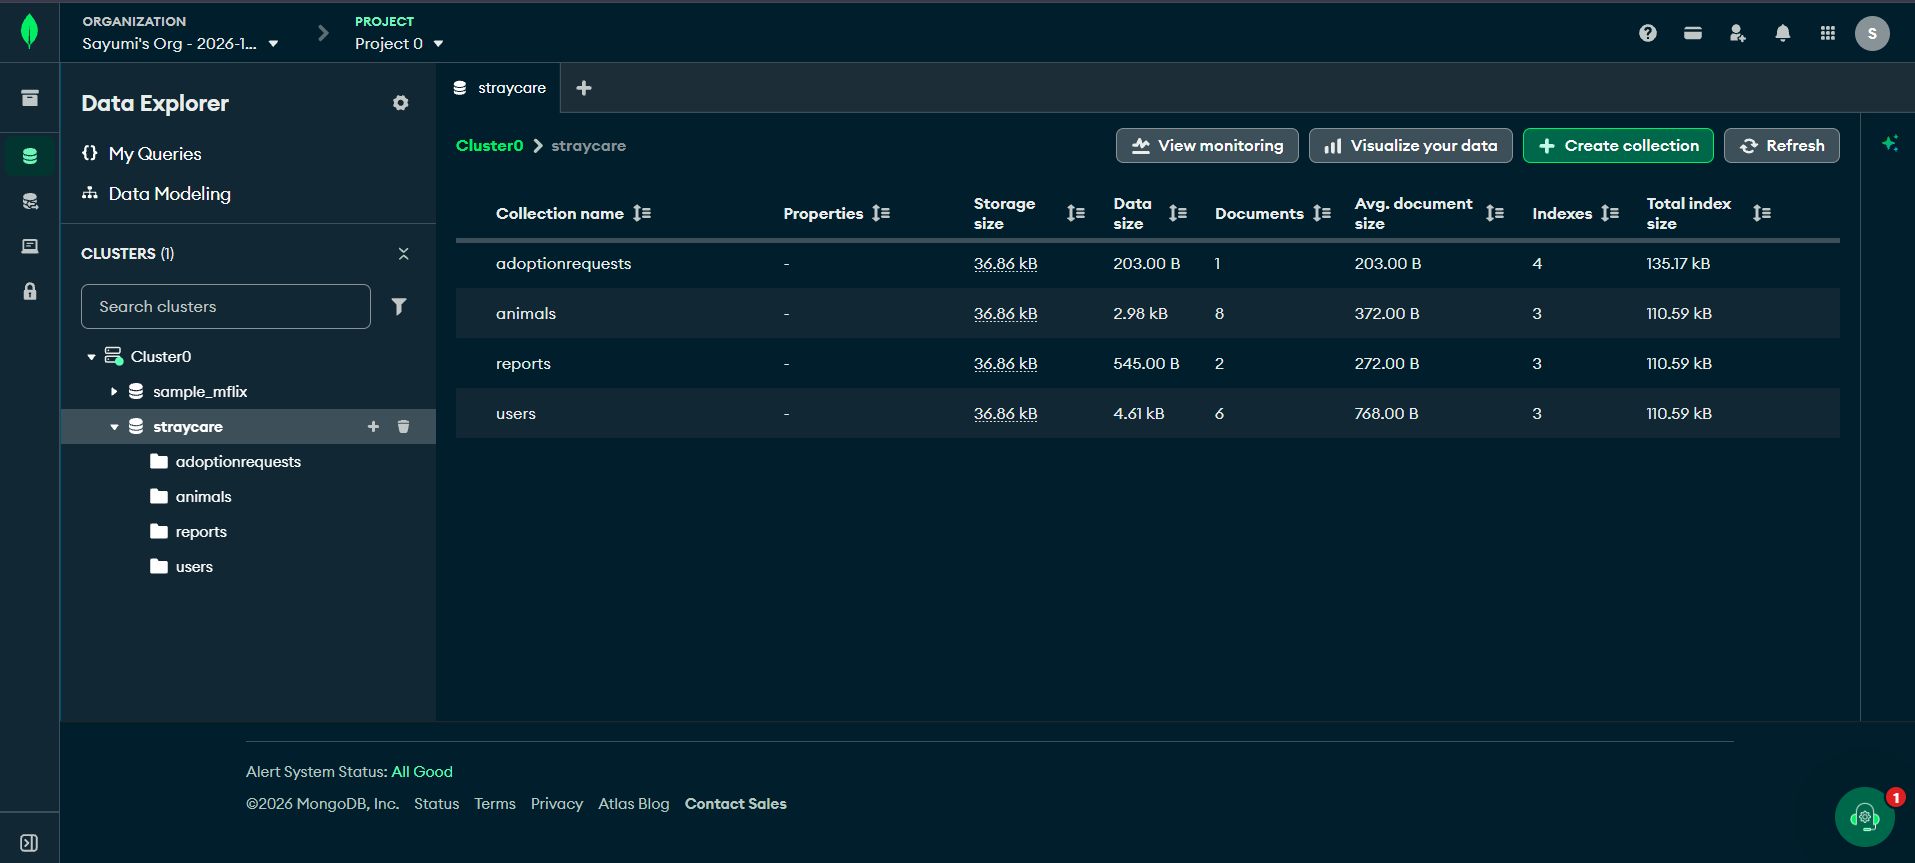 ORGANIZATION
Sayumi's Org - 2026-1...
PROJECT
Project 0
S
Data Explorer
My Queries
Data Modeling
CLUSTERS (1)
Search clusters
Cluster0
sample_mflix
straycare
adoptionrequests
animals
reports
users
straycare
Cluster0 straycare
View monitoring
Visualize your data
Create collection
Refresh
Collection name Properties Storage size Data size Documents Avg. document size Indexes Total index size
adoptionrequests - 36.86 kB 203.00 B 1 203.00 B 4 135.17 kB
animals - 36.86 kB 2.98 kB 8 372.00 B 3 110.59 kB
reports - 36.86 kB 545.00 B 2 272.00 B 3 110.59 kB
users - 36.86 kB 4.61 kB 6 768.00 B 3 110.59 kB
Alert System Status: All Good
©2026 MongoDB, Inc. Status Terms Privacy Atlas Blog Contact Sales
1